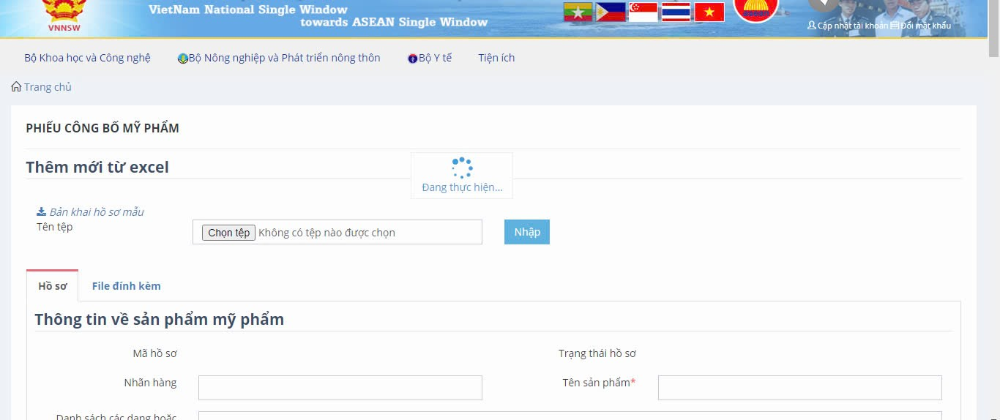 VietNam National Single Window
towards ASEAN Single Window
VNNSW
asean
Cập nhật tài khoản Đổi mật khẩu
Bộ Khoa học và Công nghệ Bộ Nông nghiệp và Phát triển nông thôn Bộ Y tế Tiện ích
Trang chủ
PHIẾU CÔNG BỐ MỸ PHẨM
Thêm mới từ excel
Đang thực hiện...
Bản khai hồ sơ mẫu
Tên tệp Chọn tệp Không có tệp nào được chọn Nhập
Hồ sơ File đính kèm
Thông tin về sản phẩm mỹ phẩm
Mã hồ sơ Trạng thái hồ sơ
Nhãn hàng Tên sản phẩm*
Danh sách các dạng hoặc